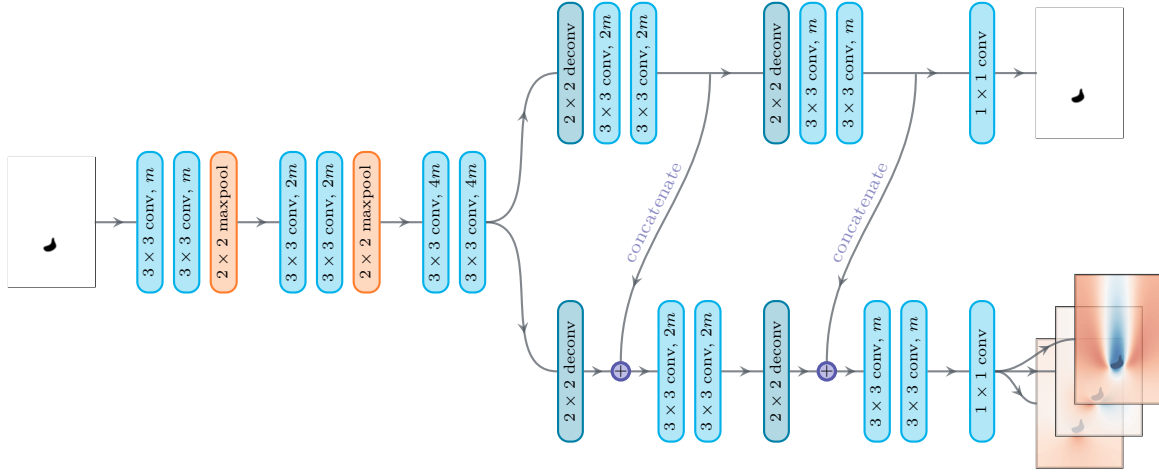 2 × 2 deconv
3 × 3 conv, 2m
3 × 3 conv, 2m
2 × 2 deconv
3 × 3 conv, m
3 × 3 conv, m
1 × 1 conv
3 × 3 conv, m
3 × 3 conv, m
2 × 2 maxpool
3 × 3 conv, 2m
3 × 3 conv, 2m
2 × 2 maxpool
3 × 3 conv, 4m
3 × 3 conv, 4m
concatenate
concatenate
2 × 2 deconv
+
3 × 3 conv, 2m
3 × 3 conv, 2m
2 × 2 deconv
+
3 × 3 conv, m
3 × 3 conv, m
1 × 1 conv